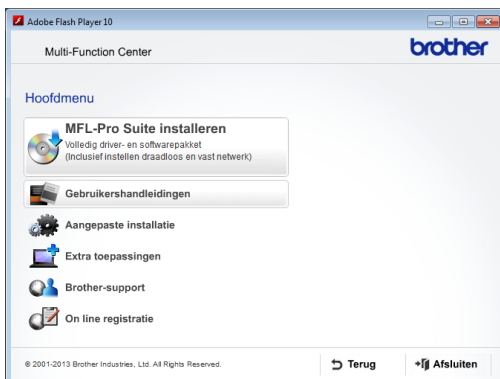 Adobe Flash Player 10
Multi-Function Center
brother
Hoofdmenu
MFL-Pro Suite installeren
Volledig driver- en softwarepakket
(Inclusief instellen draadloos en vast netwerk)
Gebruikershandleidingen
Aangepaste installatie
Extra toepassingen
Brother-support
On line registratie
© 2001-2013 Brother Industries, Ltd. All Rights Reserved.
Terug
Afsluiten